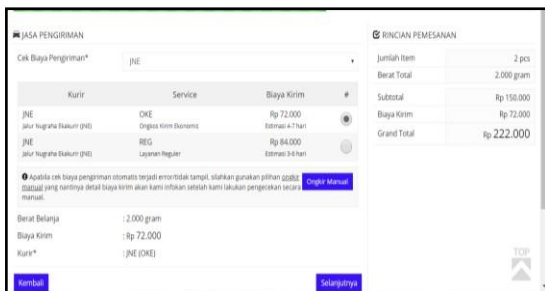 JASA PENGIRIMAN
Cek Biaya Pengiriman*
JNE
Kurir Service Biaya Kirim #
JNE OKE Rp 72.000
Jalur Nugraha Ekakurir (JNE) Ongkos Kirim Ekonomis Estimasi 4-7 hari
JNE REG Rp 84.000
Jalur Nugraha Ekakurir (JNE) Layanan Reguler Estimasi 3-6 hari
Apabila cek biaya pengiriman otomatis terjadi error/tidak tampil, silahkan gunakan pilihan ongkir
manual yang nantinya detail biaya kirim akan kami infokan setelah kami lakukan pengecekan secara
manual.
Ongkir Manual
Berat Belanja : 2.000 gram
Biaya Kirim : Rp 72.000
Kurir* : JNE (OKE)
Kembali
Selanjutnya
RINCIAN PEMESANAN
Jumlah Item 2 pcs
Berat Total 2.000 gram
Subtotal Rp 150.000
Biaya Kirim Rp 72.000
Grand Total Rp 222.000
TOP